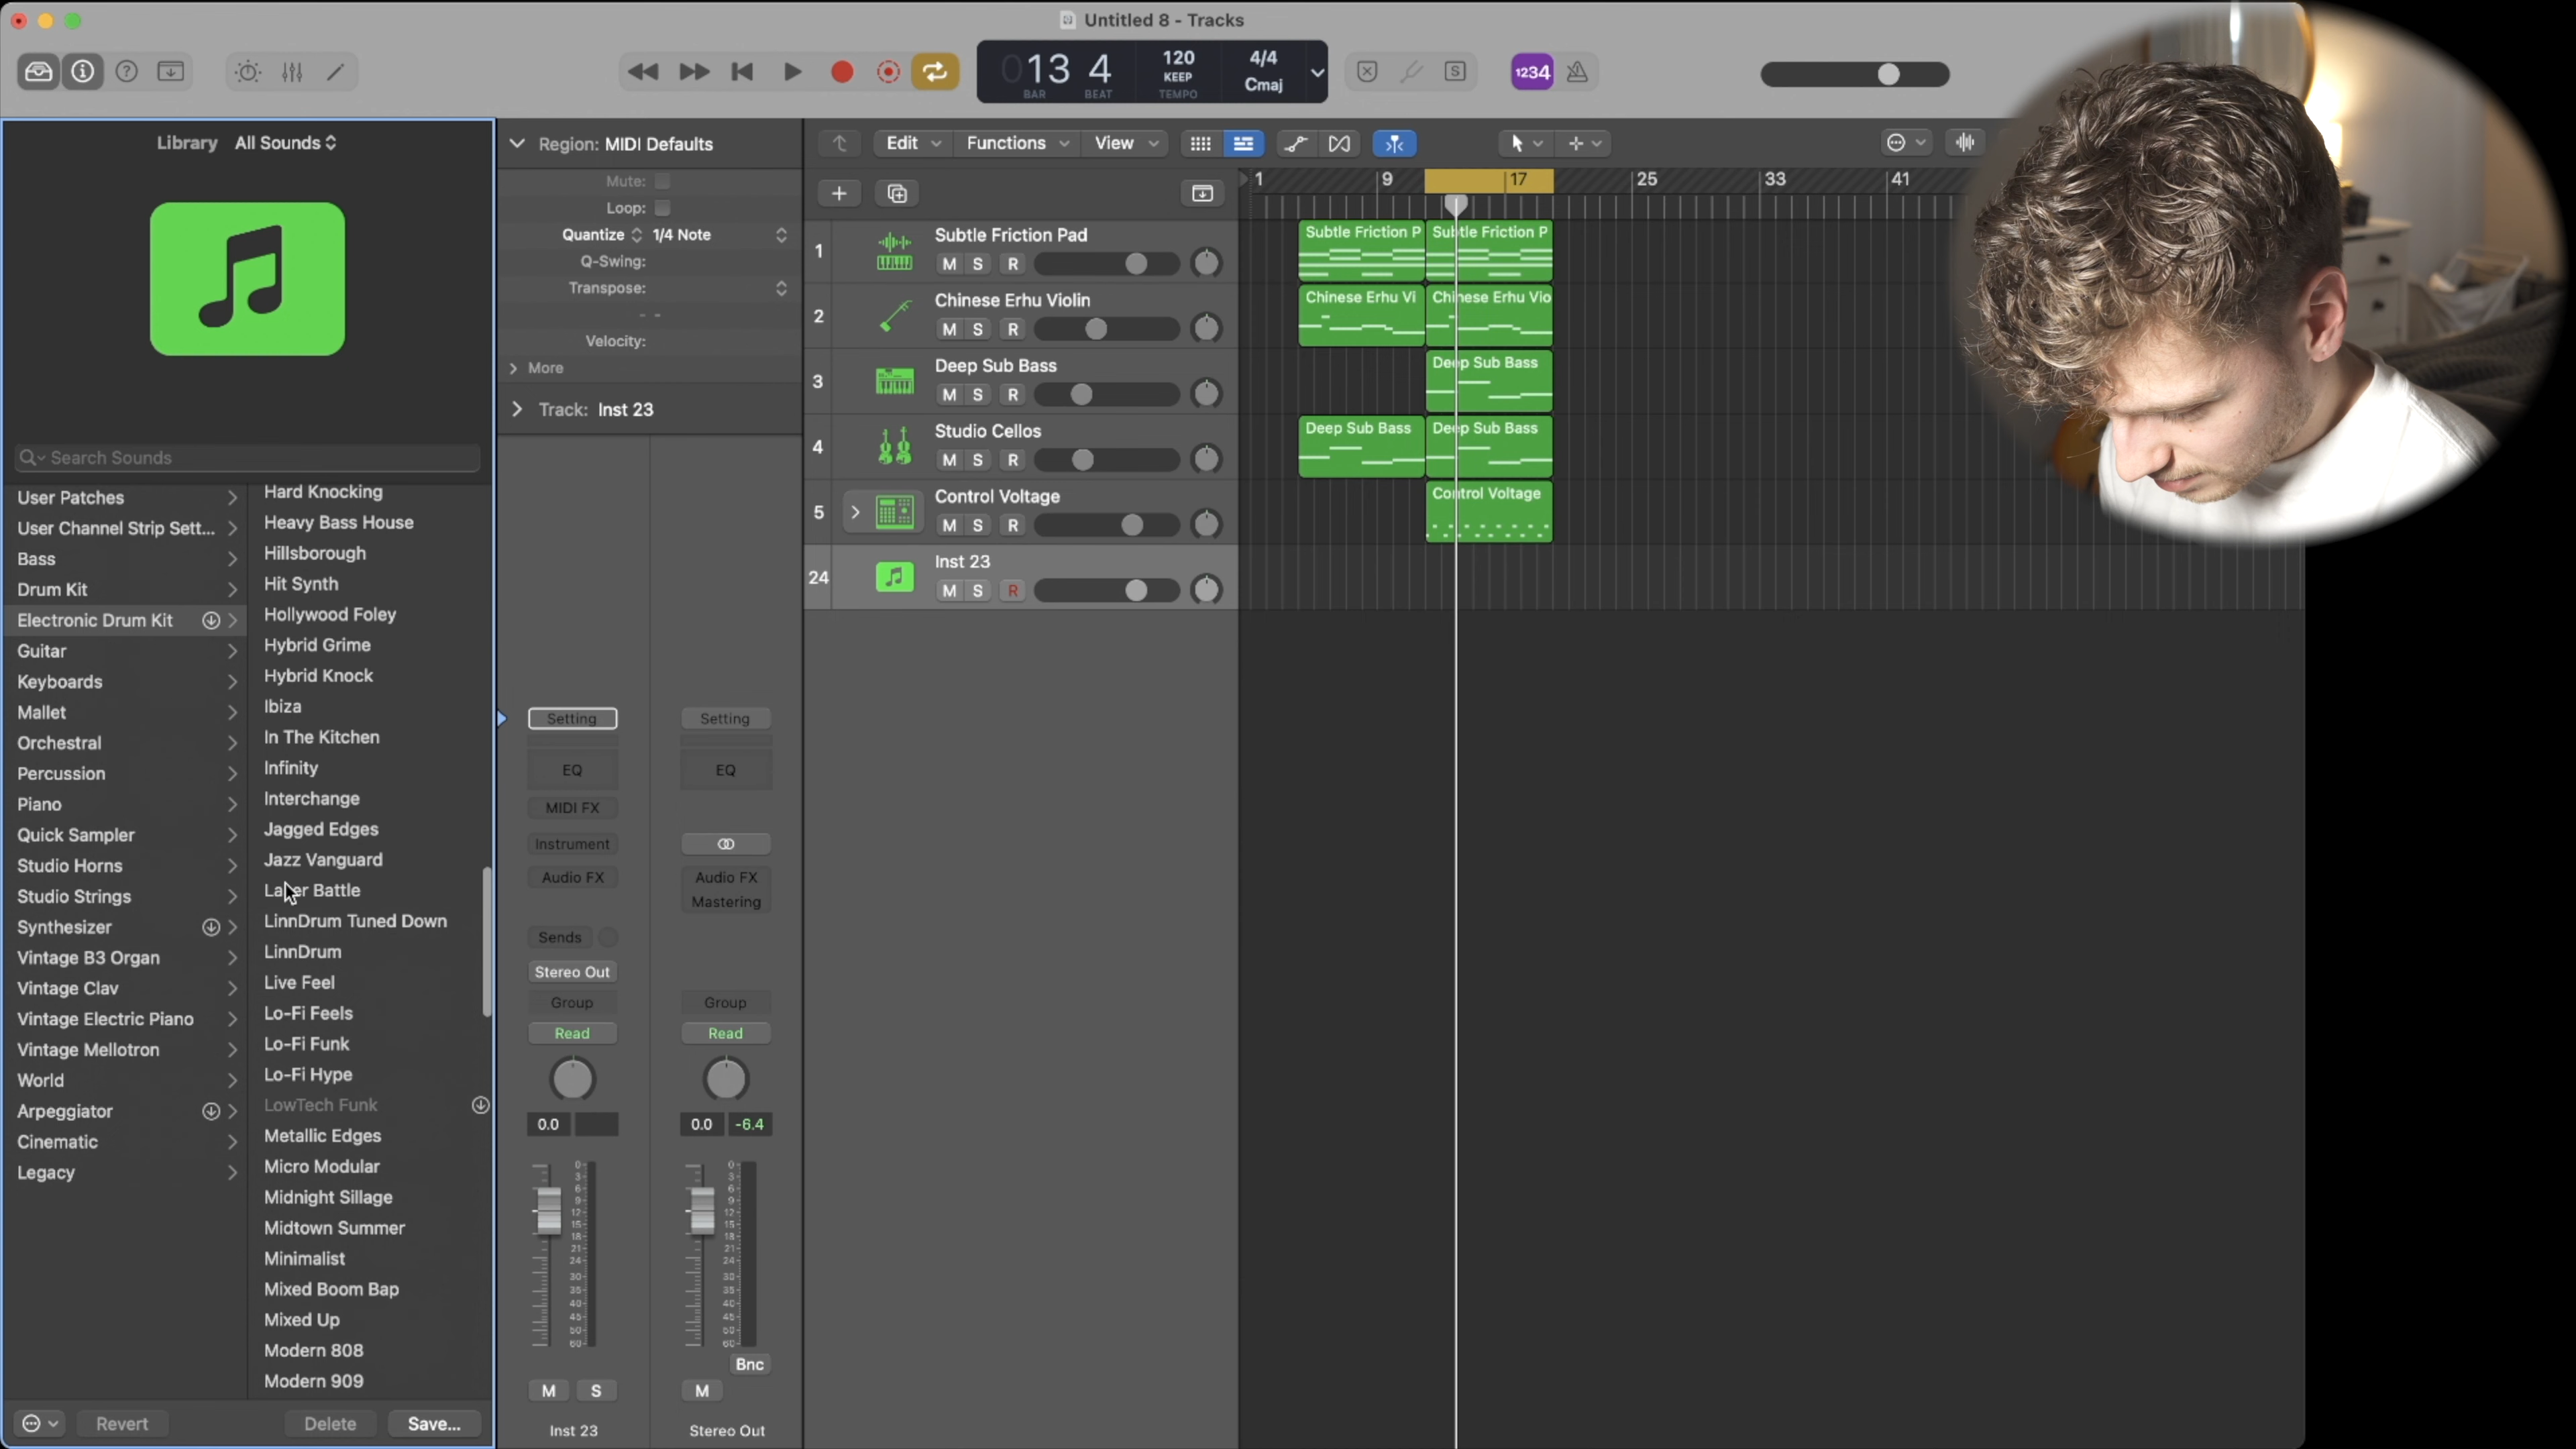 Untitled 8 - Tracks
013 4
BAR BEAT
120
KEEP
TEMPO
4/4
Cmaj
S
1234
Library All Sounds
Search Sounds
User Patches
User Channel Strip Sett...
Bass
Drum Kit
Electronic Drum Kit
Guitar
Keyboards
Mallet
Orchestral
Percussion
Piano
Quick Sampler
Studio Horns
Studio Strings
Synthesizer
Vintage B3 Organ
Vintage Clav
Vintage Electric Piano
Vintage Mellotron
World
Arpeggiator
Cinematic
Legacy
Hard Knocking
Heavy Bass House
Hillsborough
Hit Synth
Hollywood Foley
Hybrid Grime
Hybrid Knock
Ibiza
In The Kitchen
Infinity
Interchange
Jagged Edges
Jazz Vanguard
Battle
LinnDrum Tuned Down
LinnDrum
Live Feel
Lo-Fi Feels
Lo-Fi Funk
Lo-Fi Hype
LowTech Funk
Metallic Edges
Micro Modular
Midnight Sillage
Midtown Summer
Minimalist
Mixed Boom Bap
Mixed Up
Modern 808
Modern 909
Revert Delete Save...
Region: MIDI Defaults
Mute:
Loop:
Quantize 1/4 Note
Q-Swing:
Transpose:
- -
Velocity:
More
Track: Inst 23
Setting Setting
EQ EQ
MIDI FX
Instrument
Audio FX Audio FX
Mastering
Sends
Stereo Out
Group Group
Read Read
0.0 0.0 -6.4
Bnc
M S M
Inst 23 Stereo Out
Edit Functions View
1 9 17 25 33 41
1 Subtle Friction Pad
M S R
2 Chinese Erhu Violin
M S R
3 Deep Sub Bass
M S R
4 Studio Cellos
M S R
5 Control Voltage
M S R
24 Inst 23
M S R
Subtle Friction P Subtle Friction P
Chinese Erhu Vi Chinese Erhu Vio
Deep Sub Bass
Deep Sub Bass Deep Sub Bass
Control Voltage